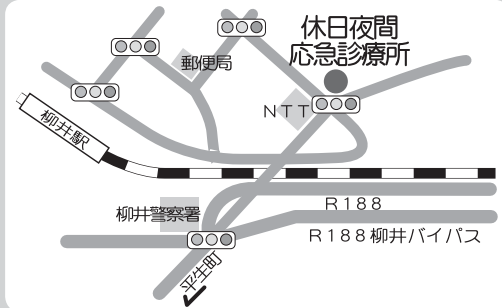 休日夜間
応急診療所
郵便局
NTT
柳井駅
柳井警察署
R188
R188柳井バイパス
平生町